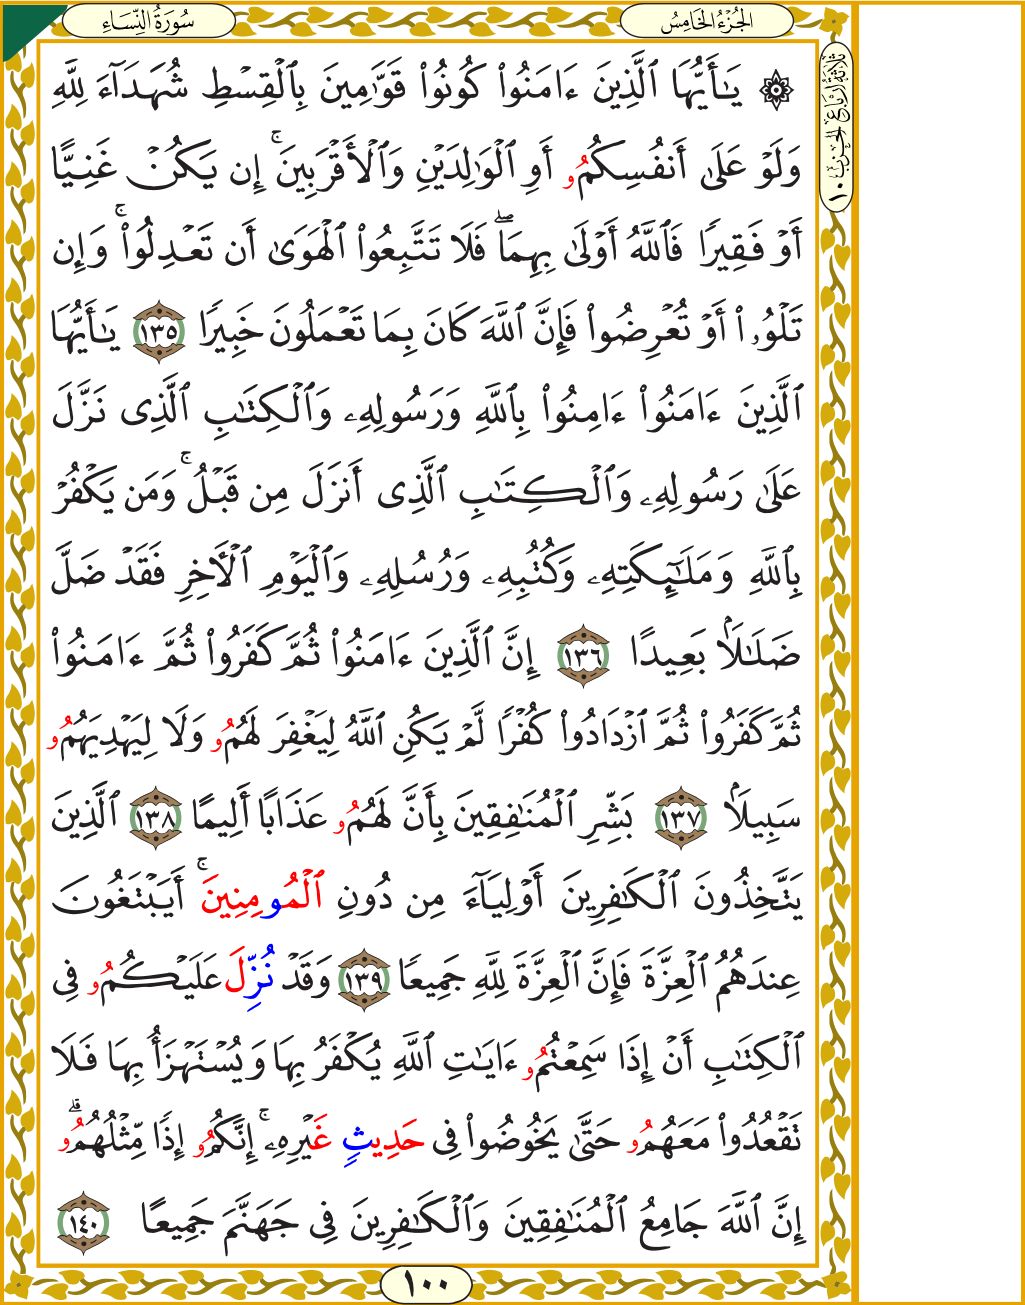 سُورَةُ النِّسَاءِ
الجُزْءُ الخَامِسُ
ثَلَاثَةُ أَرْبَاعِ الحِزْبِ ١٠
۞ يَـٰٓأَيُّهَا ٱلَّذِينَ ءَامَنُوا۟ كُونُوا۟ قَوَّٰمِينَ بِٱلْقِسْطِ شُهَدَآءَ لِلَّهِ
وَلَوْ عَلَىٰ أَنفُسِكُمُۥ أَوِ ٱلْوَٰلِدَيْنِ وَٱلْأَقْرَبِينَ ۚ إِن يَكُنْ غَنِيًّا
أَوْ فَقِيرًا فَٱللَّهُ أَوْلَىٰ بِهِمَا ۖ فَلَا تَتَّبِعُوا۟ ٱلْهَوَىٰ أَن تَعْدِلُوا۟ ۚ وَإِن
تَلْوُۥٓا۟ أَوْ تُعْرِضُوا۟ فَإِنَّ ٱللَّهَ كَانَ بِمَا تَعْمَلُونَ خَبِيرًا ١٣٥ يَـٰٓأَيُّهَا
ٱلَّذِينَ ءَامَنُوا۟ ءَامِنُوا۟ بِٱللَّهِ وَرَسُولِهِۦ وَٱلْكِتَـٰبِ ٱلَّذِى نَزَّلَ
عَلَىٰ رَسُولِهِۦ وَٱلْكِتَـٰبِ ٱلَّذِى أَنزَلَ مِن قَبْلُ ۚ وَمَن يَكْفُرْ
بِٱللَّهِ وَمَلَـٰٓئِكَتِهِۦ وَكُتُبِهِۦ وَرُسُلِهِۦ وَٱلْيَوْمِ ٱلْـَٔاخِرِ فَقَدْ ضَلَّ
ضَلَـٰلًۢا بَعِيدًا ١٣٦ إِنَّ ٱلَّذِينَ ءَامَنُوا۟ ثُمَّ كَفَرُوا۟ ثُمَّ ءَامَنُوا۟
ثُمَّ كَفَرُوا۟ ثُمَّ ٱزْدَادُوا۟ كُفْرًا لَّمْ يَكُنِ ٱللَّهُ لِيَغْفِرَ لَهُمُۥ وَلَا لِيَهْدِيَهُمُۥ
سَبِيلًۢا ١٣٧ بَشِّرِ ٱلْمُنَـٰفِقِينَ بِأَنَّ لَهُمُۥ عَذَابًا أَلِيمًا ١٣٨ ٱلَّذِينَ
يَتَّخِذُونَ ٱلْكَـٰفِرِينَ أَوْلِيَآءَ مِن دُونِ ٱلْمُومِنِينَ ۚ أَيَبْتَغُونَ
عِندَهُمُ ٱلْعِزَّةَ فَإِنَّ ٱلْعِزَّةَ لِلَّهِ جَمِيعًا ١٣٩ وَقَدْ نُزِّلَ عَلَيْكُمُۥ فِى
ٱلْكِتَـٰبِ أَنْ إِذَا سَمِعْتُمُۥ ءَايَـٰتِ ٱللَّهِ يُكْفَرُ بِهَا وَيُسْتَهْزَأُ بِهَا فَلَا
تَقْعُدُوا۟ مَعَهُمُۥ حَتَّىٰ يَخُوضُوا۟ فِى حَدِيثٍ غَيْرِهِۦ ۚ إِنَّكُمُۥ إِذًا مِّثْلُهُمُۥ ۗ
إِنَّ ٱللَّهَ جَامِعُ ٱلْمُنَـٰفِقِينَ وَٱلْكَـٰفِرِينَ فِى جَهَنَّمَ جَمِيعًا ١٤٠
١٠٠